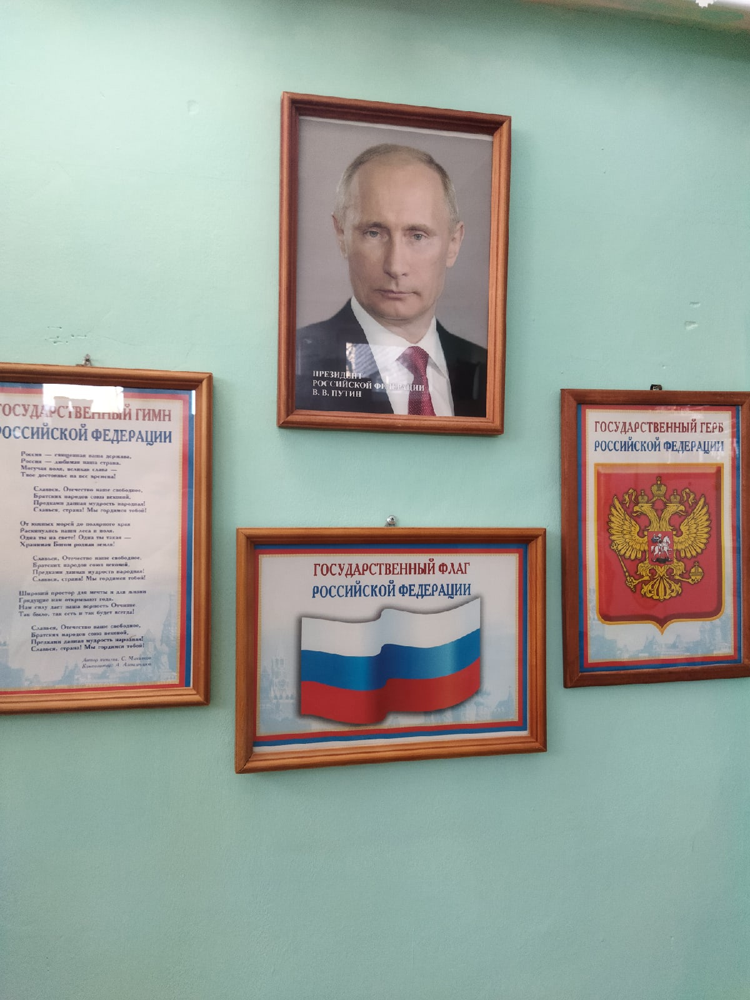 ПРЕЗИДЕНТ
РОССИЙСКОЙ ФЕДЕРАЦИИ
В. В. ПУТИН
ГОСУДАРСТВЕННЫЙ ГИМН
РОССИЙСКОЙ ФЕДЕРАЦИИ
Россия — священная наша держава,
Россия — любимая наша страна.
Могучая воля, великая слава —
Твое достоянье на все времена!
Славься, Отечество наше свободное,
Братских народов союз вековой,
Предками данная мудрость народная!
Славься, страна! Мы гордимся тобой!
От южных морей до полярного края
Раскинулись наши леса и поля.
Одна ты на свете! Одна ты такая —
Хранимая Богом родная земля!
Славься, Отечество наше свободное,
Братских народов союз вековой,
Предками данная мудрость народная!
Славься, страна! Мы гордимся тобой!
Широкий простор для мечты и для жизни
Грядущие нам открывают года.
Нам силу дает наша верность Отчизне.
Так было, так есть и так будет всегда!
Славься, Отечество наше свободное,
Братских народов союз вековой,
Предками данная мудрость народная!
Славься, страна! Мы гордимся тобой!
Автор текста: С. Михалков
Композитор: А. Александров
ГОСУДАРСТВЕННЫЙ ФЛАГ
РОССИЙСКОЙ ФЕДЕРАЦИИ
ГОСУДАРСТВЕННЫЙ ГЕРБ
РОССИЙСКОЙ ФЕДЕРАЦИИ